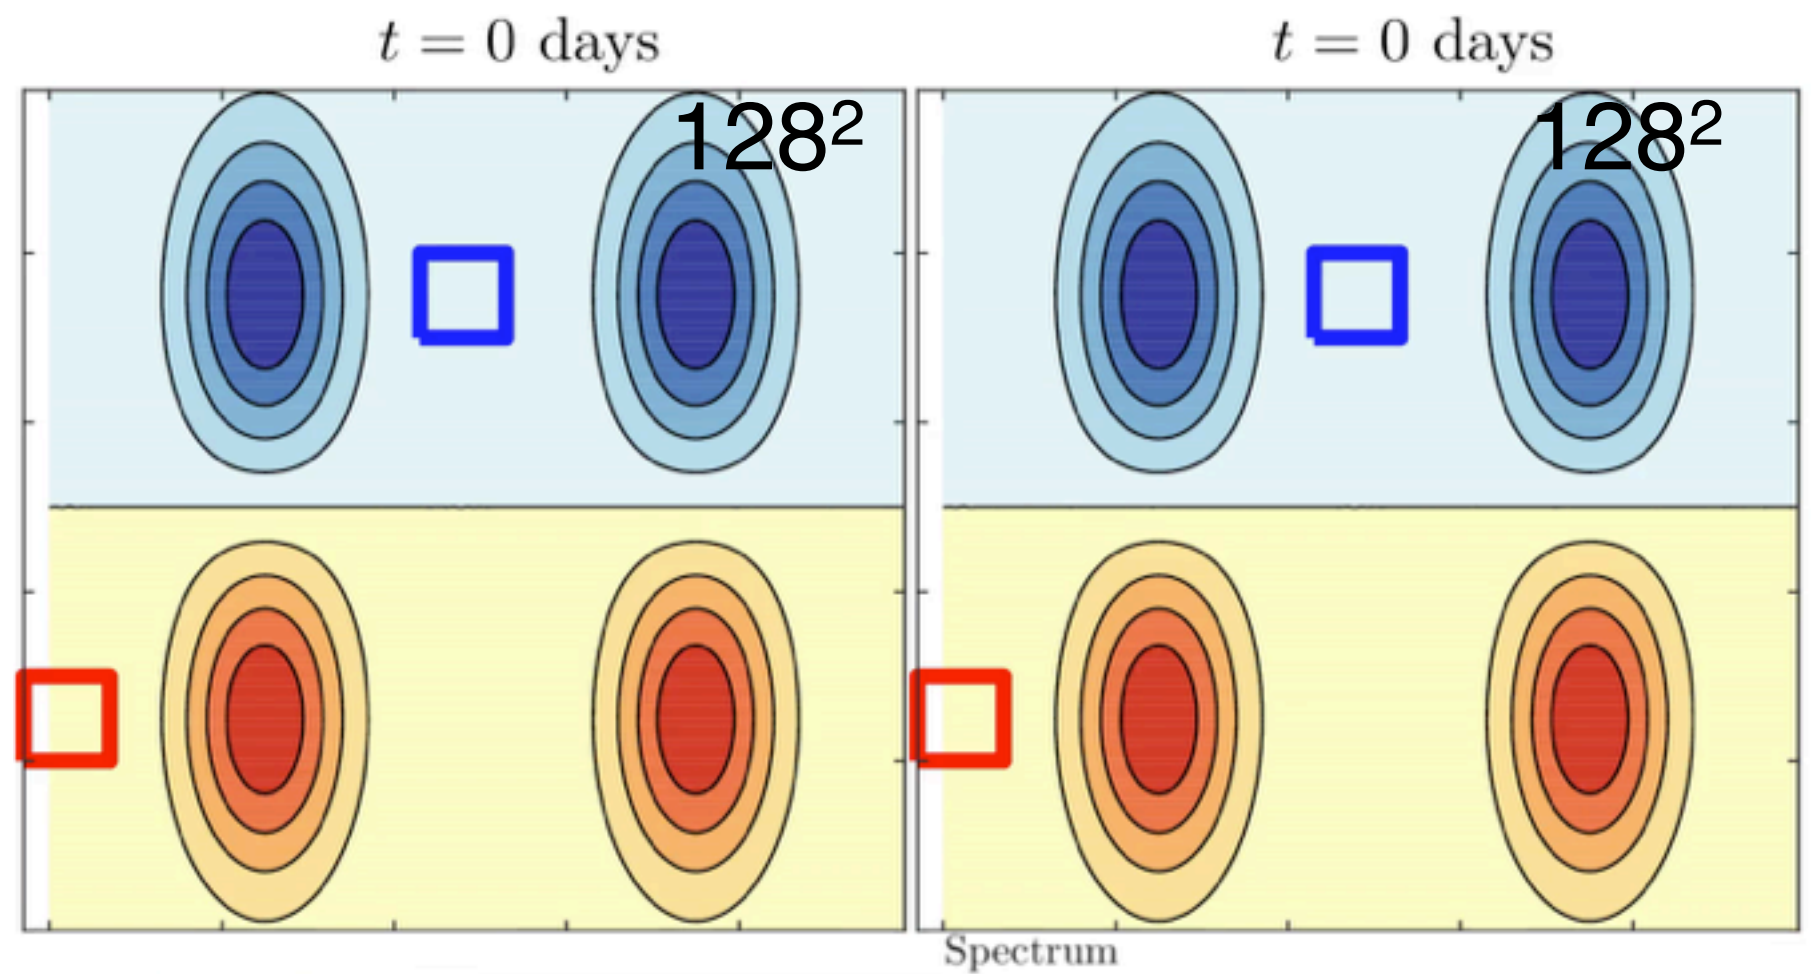 t = 0 days
t = 0 days
128²
128²
Spectrum